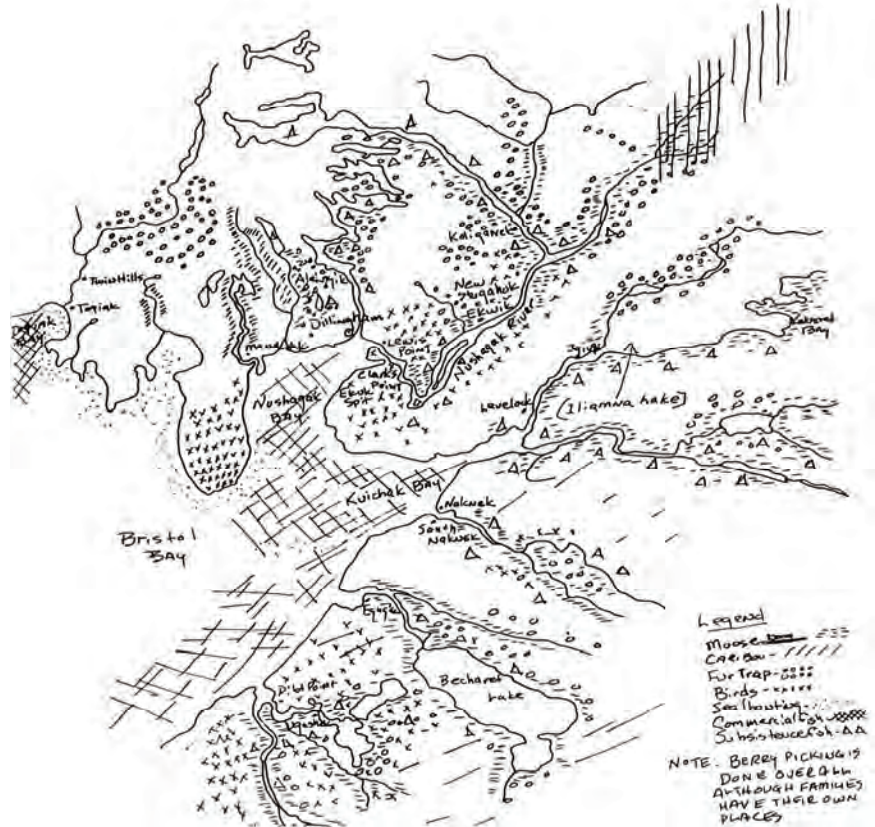 Twin Hills
Togiak
Togiak
BAY
Manokotak
Aleknagik
Dillingham
Kaliganek
New
Stuyahok
Ekwik
Lewis
Point
Clarks
Point
Ekuk
Spit
Nushagak River
Nushagak
BAY
Levelock
Igiugig
[Iliamna Lake]
Kakhonak
Bay
Kvichak BAY
Naknek
South
Naknek
Bristol
BAY
Egegik
Becharof
Lake
Pilot Point
Ugashik
Legend
Moose
CARIBOU
Fur Trap
Birds
Seal hunting
Commercial fish
Subsistence fish
NOTE - BERRY PICKING IS
DONE OVERALL
ALTHOUGH FAMILIES
HAVE THEIR OWN
PLACES